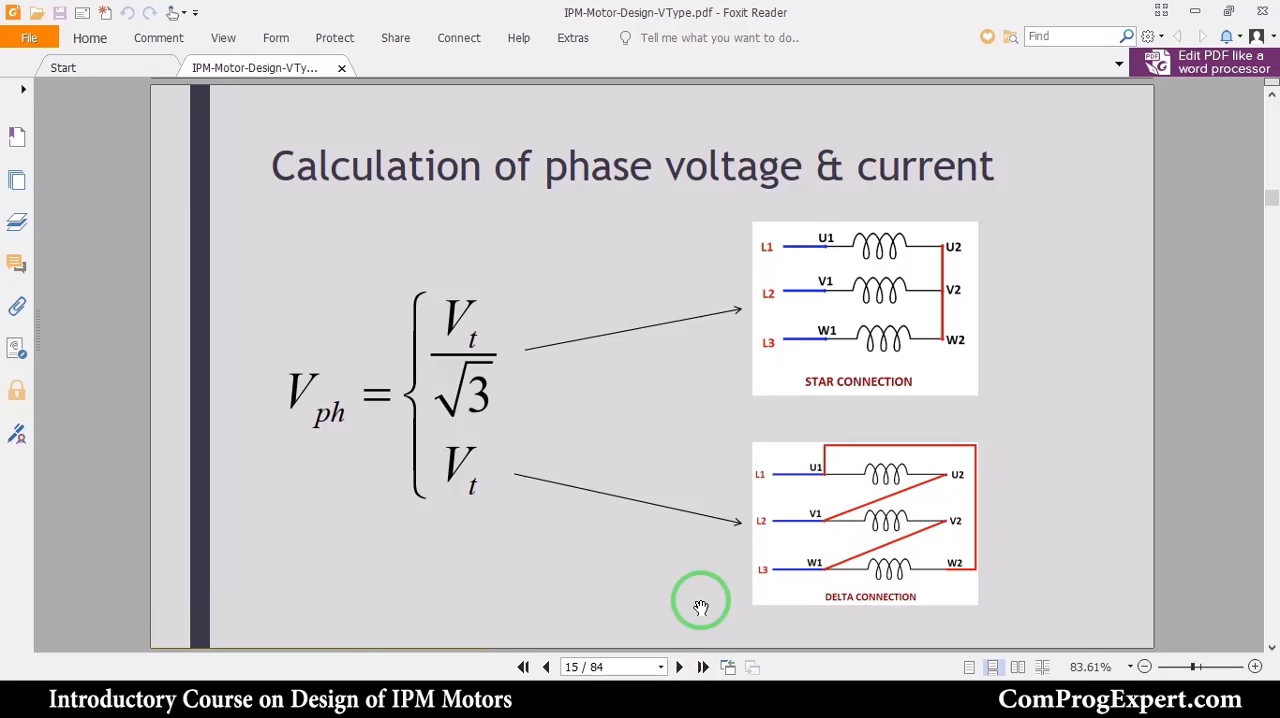 IPM-Motor-Design-VType.pdf - Foxit Reader
File Home Comment View Form Protect Share Connect Help Extras Tell me what you want to do.. Find
Start IPM-Motor-Design-VTy... Edit PDF like a
word processor
Calculation of phase voltage & current
L1 U1 U2
L2 V1 V2
L3 W1 W2
STAR CONNECTION
V_ph = { V_t / √3
V_t
L1 U1 U2
L2 V1 V2
L3 W1 W2
DELTA CONNECTION
15 / 84 83.61%
Introductory Course on Design of IPM Motors ComProgExpert.com